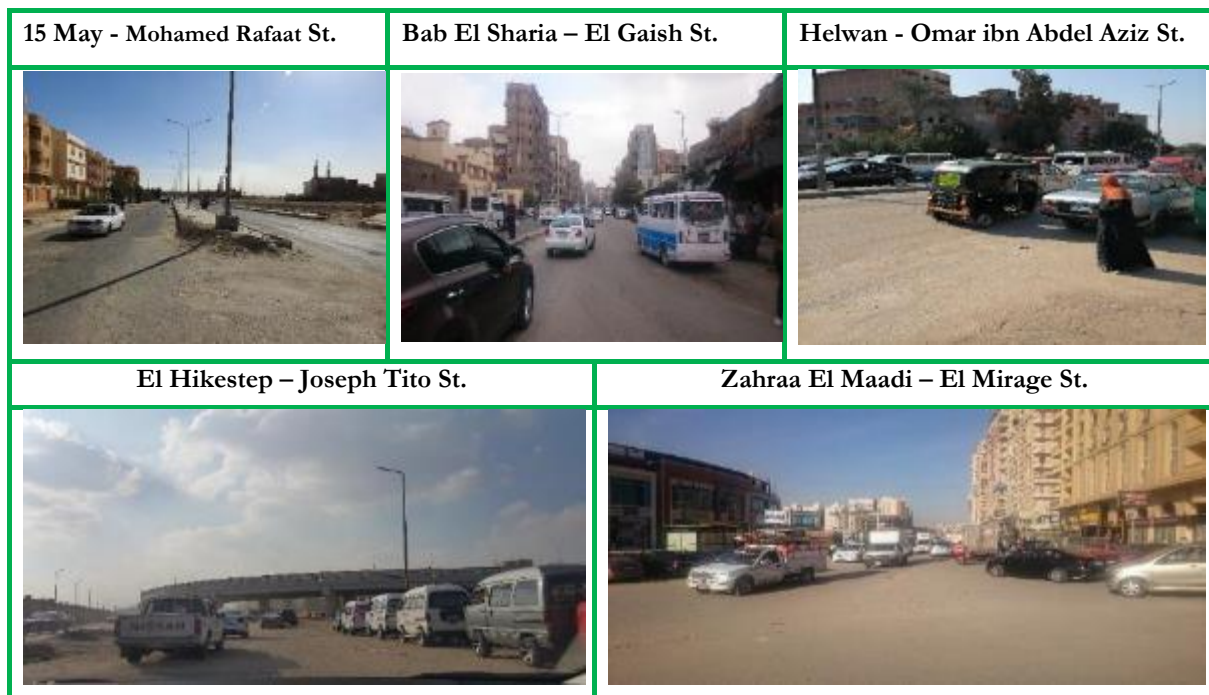 15 May - Mohamed Rafaat St.
Bab El Sharia – El Gaish St.
Helwan - Omar ibn Abdel Aziz St.
El Hikestep – Joseph Tito St.
Zahraa El Maadi – El Mirage St.
NISSAN